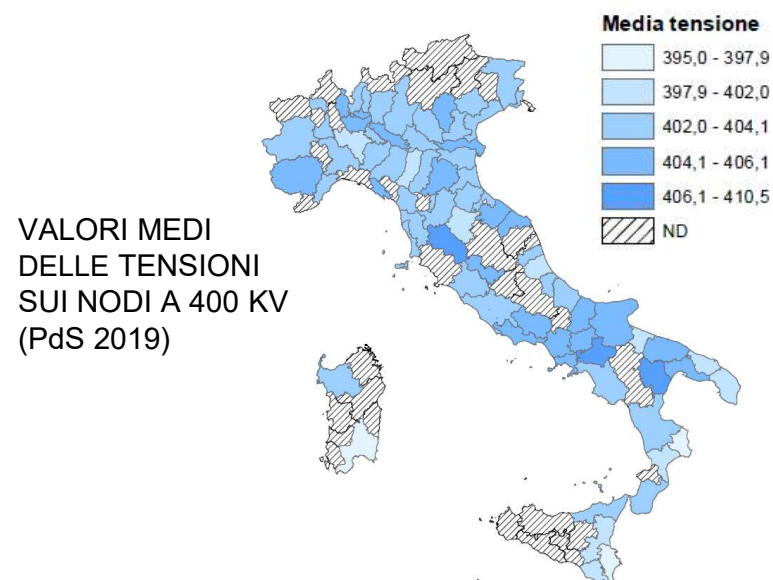 Media tensione
395,0 - 397,9
397,9 - 402,0
402,0 - 404,1
404,1 - 406,1
406,1 - 410,5
ND
VALORI MEDI
DELLE TENSIONI
SUI NODI A 400 KV
(PdS 2019)